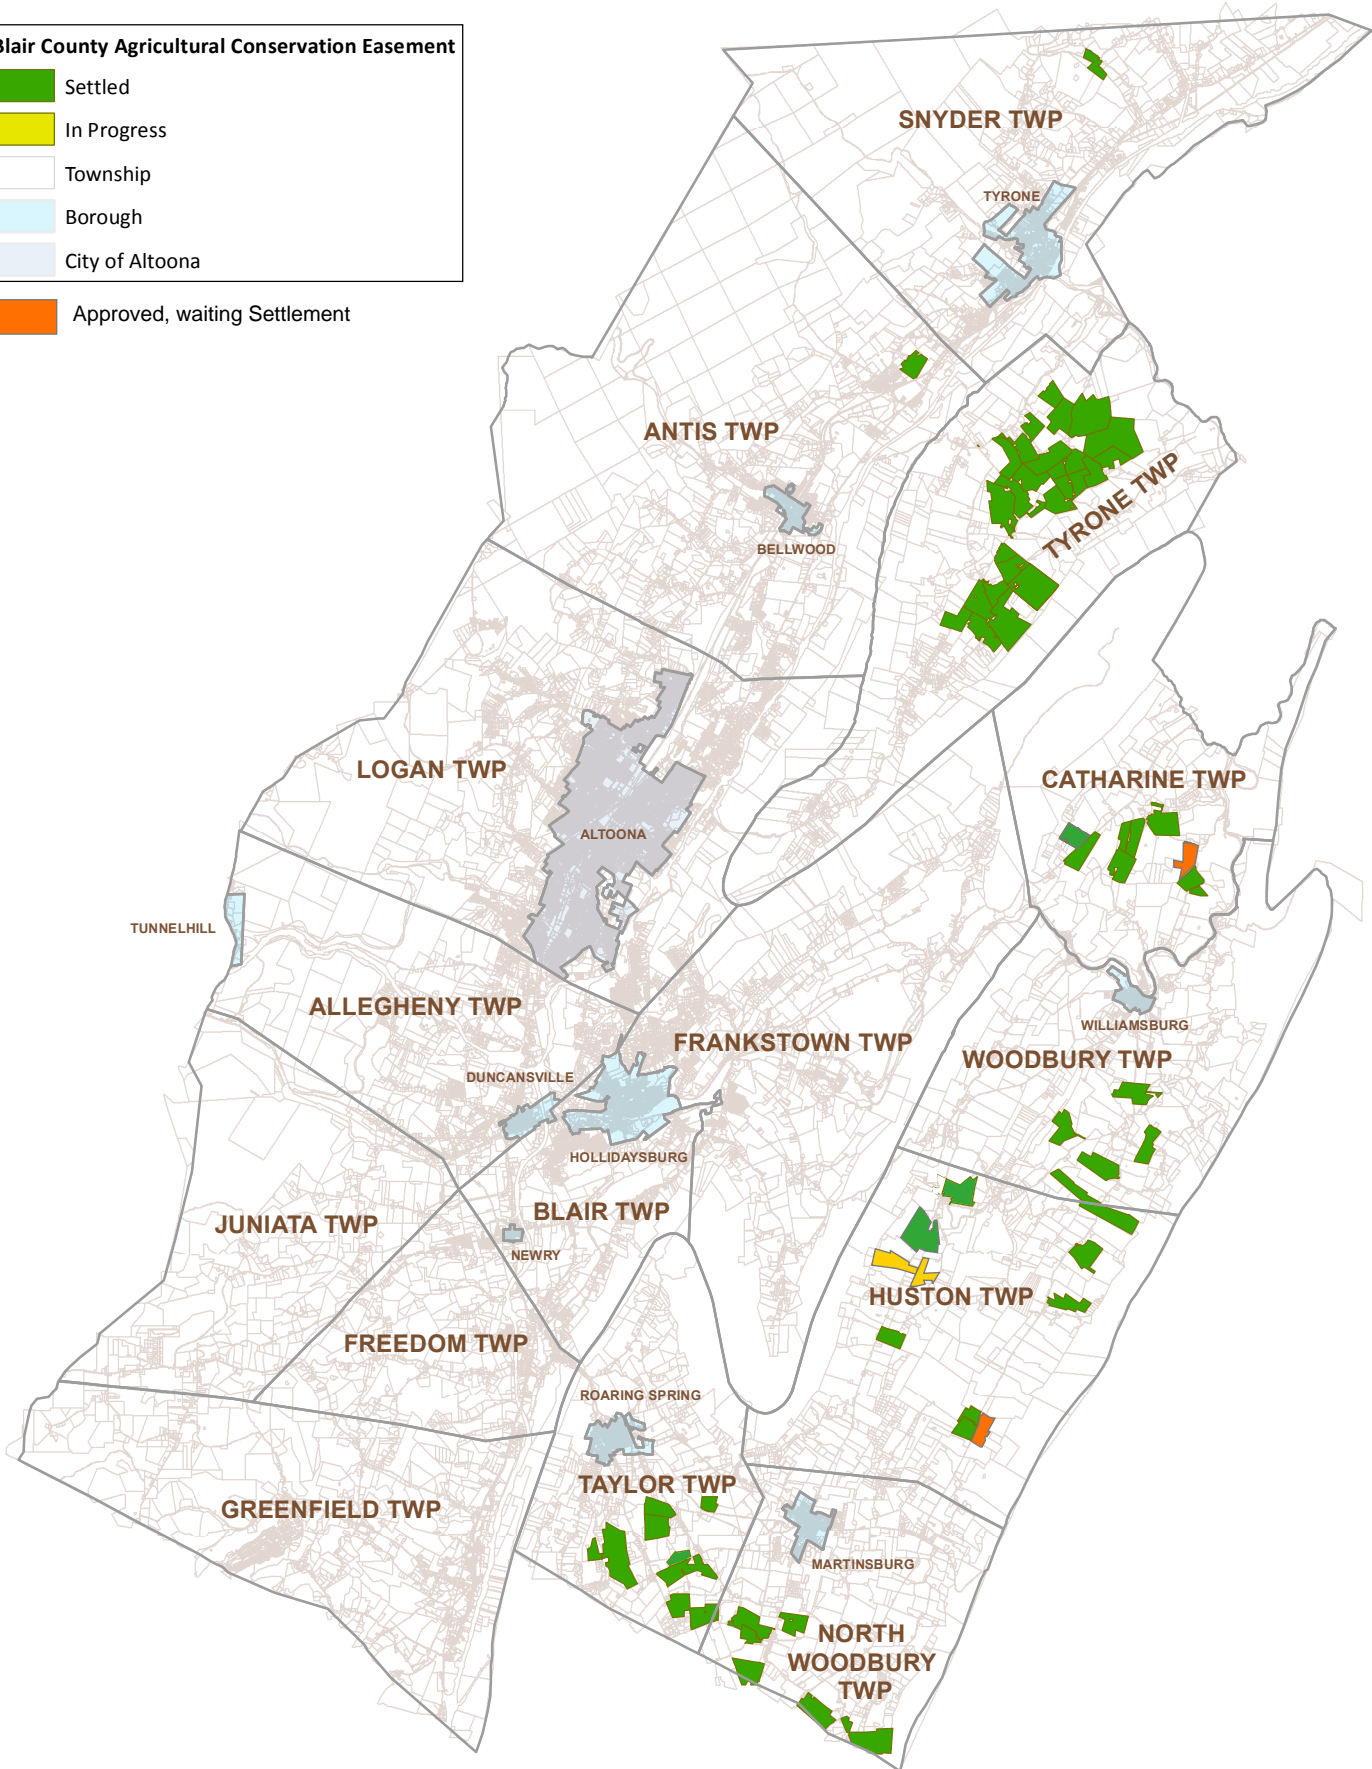 Blair County Agricultural Conservation Easement
Settled
In Progress
Township
Borough
City of Altoona
Approved, waiting Settlement
SNYDER TWP
TYRONE
ANTIS TWP
TYRONE TWP
BELLWOOD
LOGAN TWP
CATHARINE TWP
ALTOONA
TUNNELHILL
ALLEGHENY TWP
WILLIAMSBURG
FRANKSTOWN TWP
WOODBURY TWP
DUNCANSVILLE
HOLLIDAYSBURG
BLAIR TWP
JUNIATA TWP
NEWRY
HUSTON TWP
FREEDOM TWP
ROARING SPRING
TAYLOR TWP
GREENFIELD TWP
MARTINSBURG
NORTH
WOODBURY
TWP